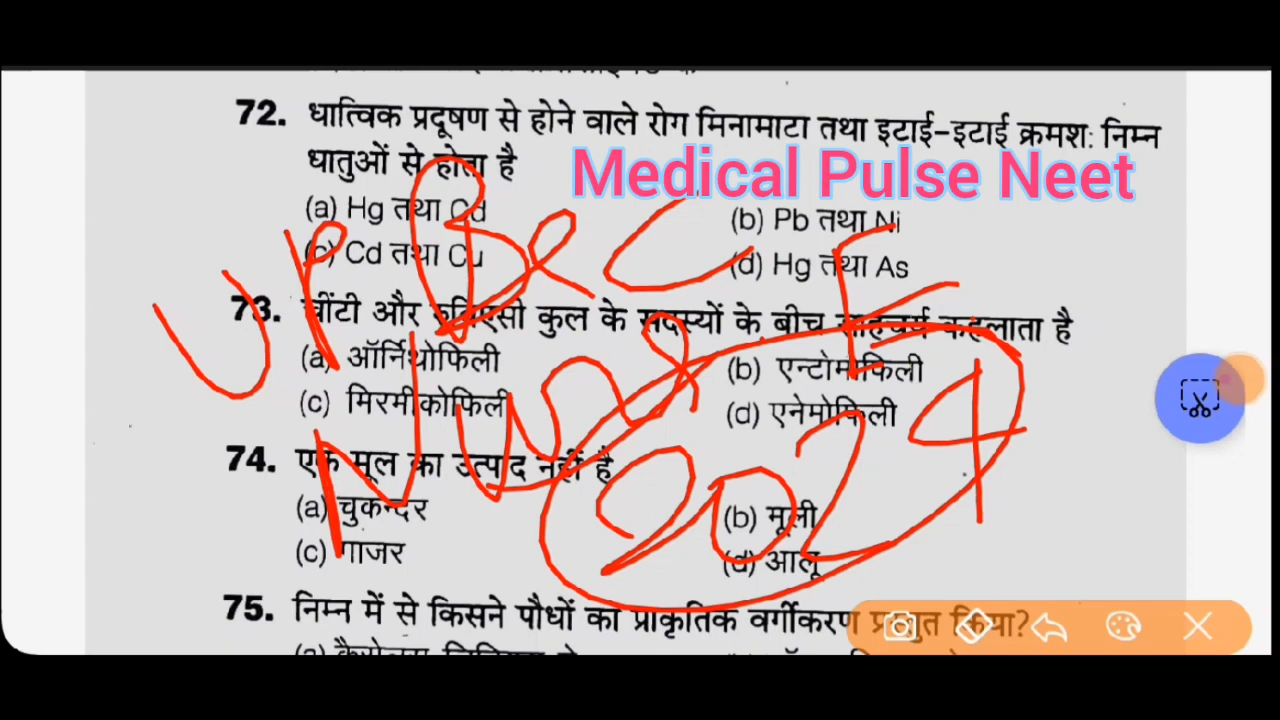 72. धात्विक प्रदूषण से होने वाले रोग मिनामाटा तथा इटाई-इटाई क्रमश: निम्न
धातुओं से होता है
Medical Pulse Neet
(a) Hg तथा Cd (b) Pb तथा Ni
(c) Cd तथा Cu (d) Hg तथा As
UP
73. चींटी और रुबिएसी कुल के सदस्यों के बीच साहचर्य कहलाता है
(a) ऑर्निथोफिली (b) एन्टोमोफिली
(c) मिरमीकोफिली (d) एनेमोफिली
2024
74. एक मूल का उत्पाद नहीं है
(a) चुकन्दर (b) मूली
(c) गाजर (d) आलू
75. निम्न में से किसने पौधों का प्राकृतिक वर्गीकरण प्रस्तुत किया?